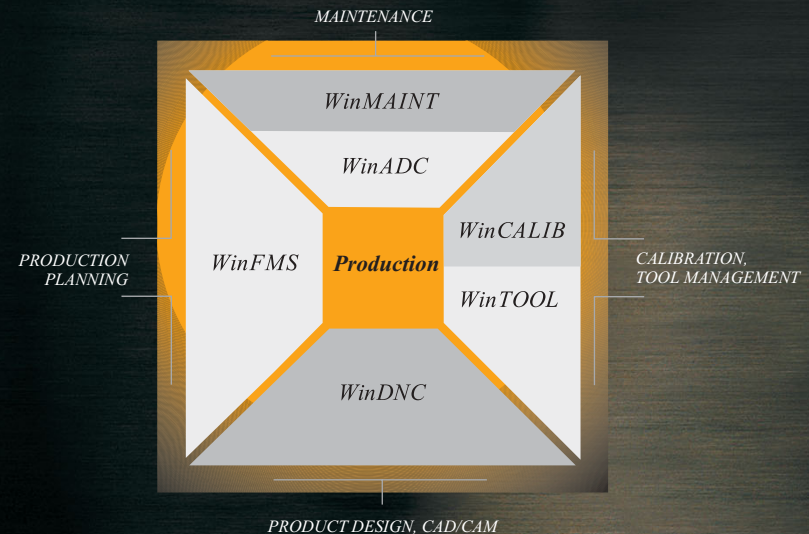 MAINTENANCE
WinMAINT
WinADC
WinCALIB
WinFMS
Production
PRODUCTION
PLANNING
CALIBRATION,
TOOL MANAGEMENT
WinTOOL
WinDNC
PRODUCT DESIGN, CAD/CAM